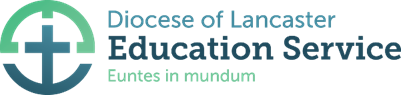 Diocese of Lancaster
Education Service
Euntes in mundum